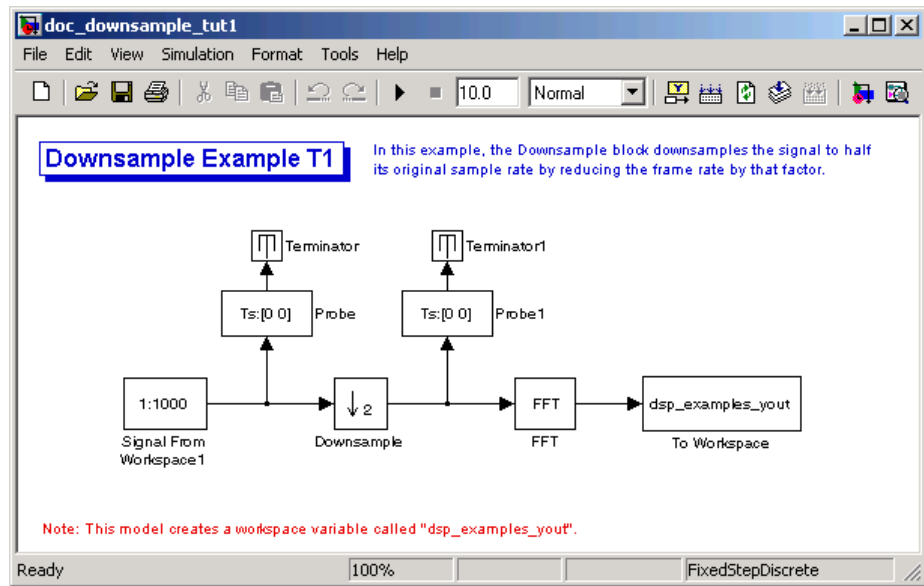 doc_downsample_tut1
File Edit View Simulation Format Tools Help
10.0 Normal
Downsample Example T1
In this example, the Downsample block downsamples the signal to half
its original sample rate by reducing the frame rate by that factor.
Terminator
Terminator1
Ts:[0 0]
Probe
Ts:[0 0]
Probe1
1:1000
2
FFT
dsp_examples_yout
Signal From
Workspace1
Downsample
FFT
To Workspace
Note: This model creates a workspace variable called "dsp_examples_yout".
Ready
100%
FixedStepDiscrete